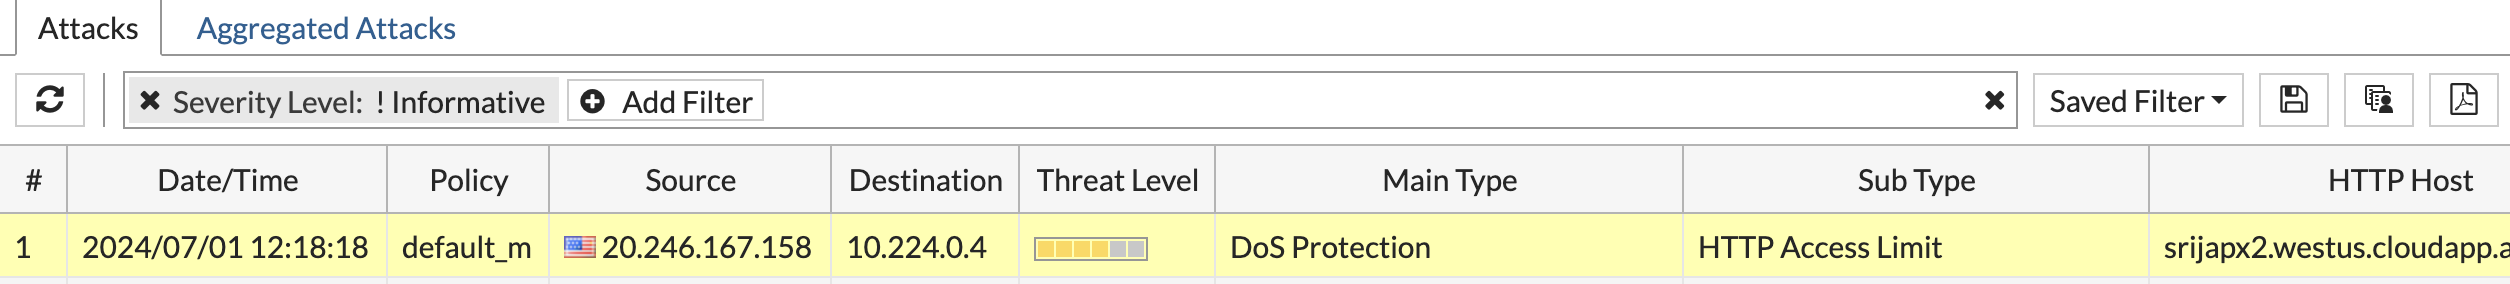 Attacks Aggregated Attacks
Severity Level: ! Informative Add Filter Saved Filter
# Date/Time Policy Source Destination Threat Level Main Type Sub Type HTTP Host
1 2024/07/01 12:18:18 default_m 20.246.167.158 10.224.0.4 DoS Protection HTTP Access Limit srijapx2.westus.cloudapp.a